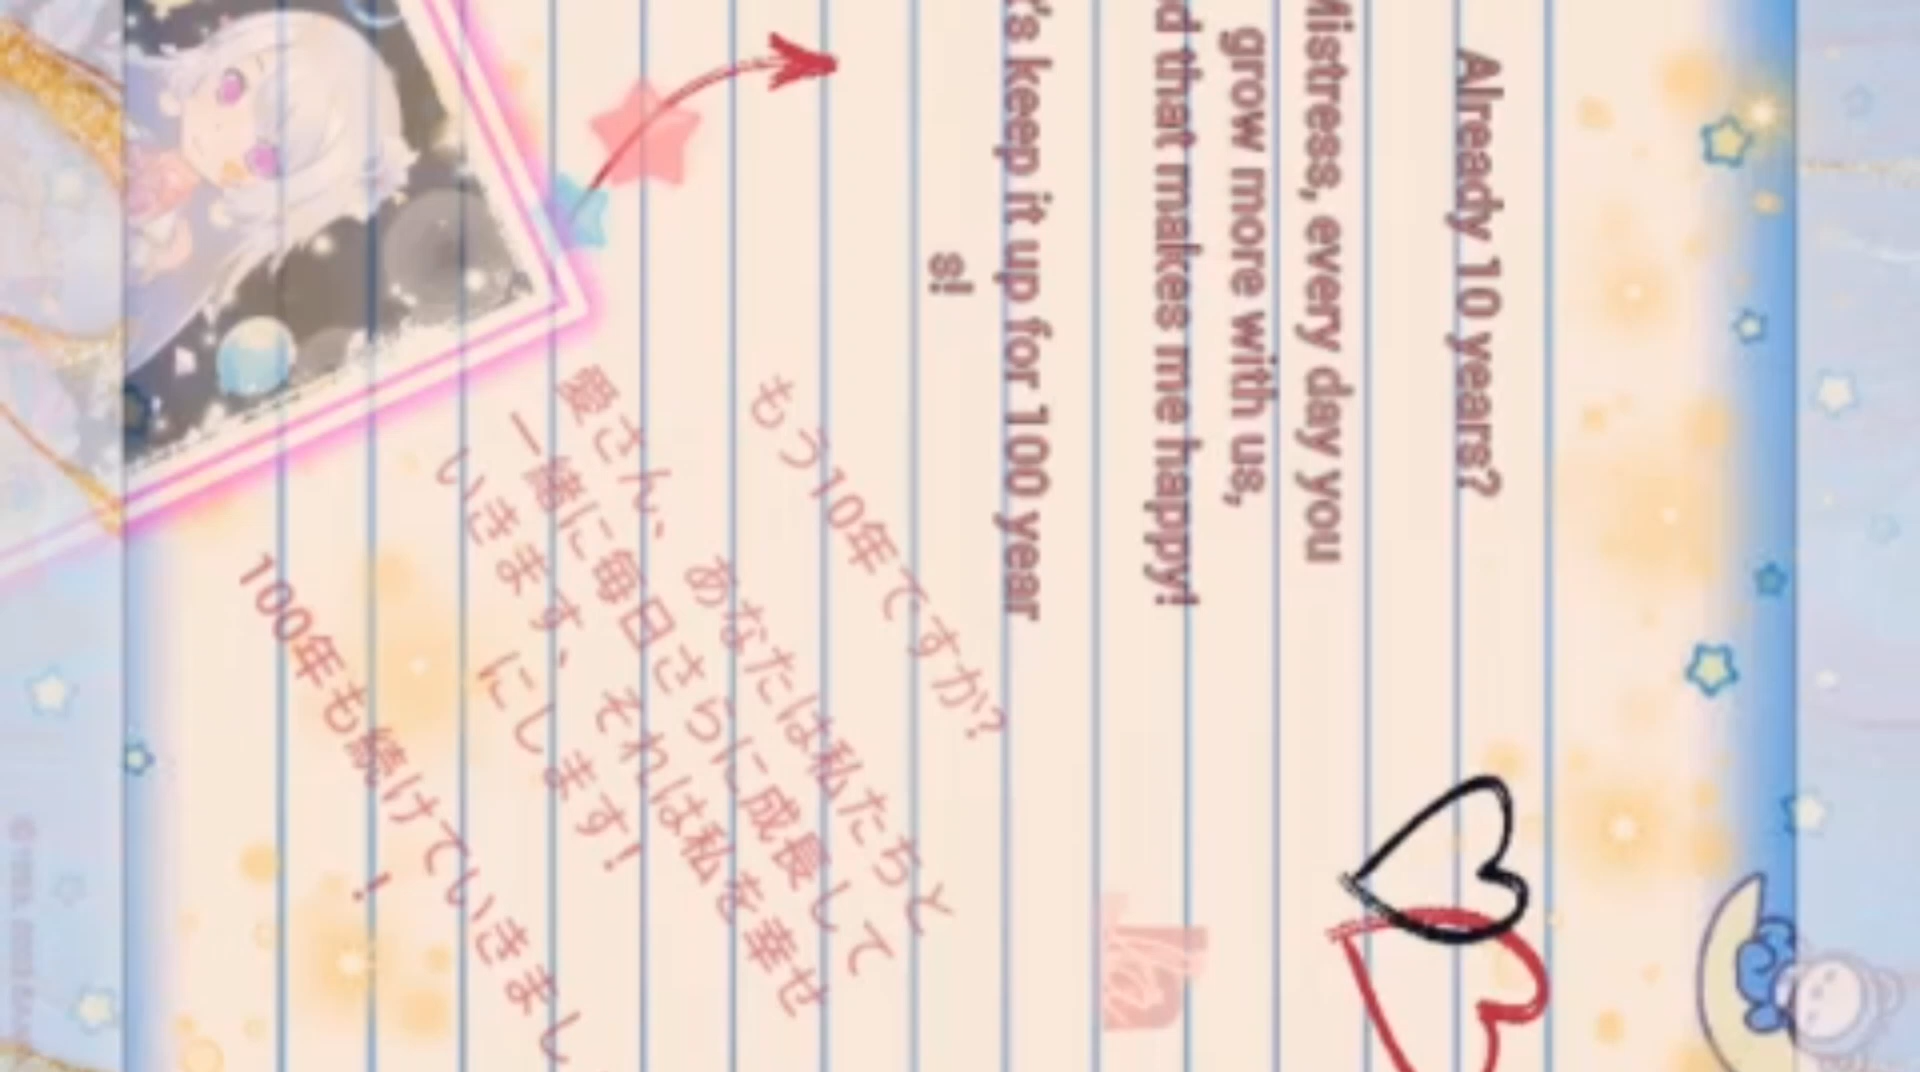 Already 10 years?
Mistress, every day you
grow more with us,
d that makes me happy!
's keep it up for 100 year
s!
もう10年ですか?
愛さん、 あなたは私たちと
一緒に毎日さらに成長して
いきます、 それは私を幸せ
にします!
100年も続けていきまし
!